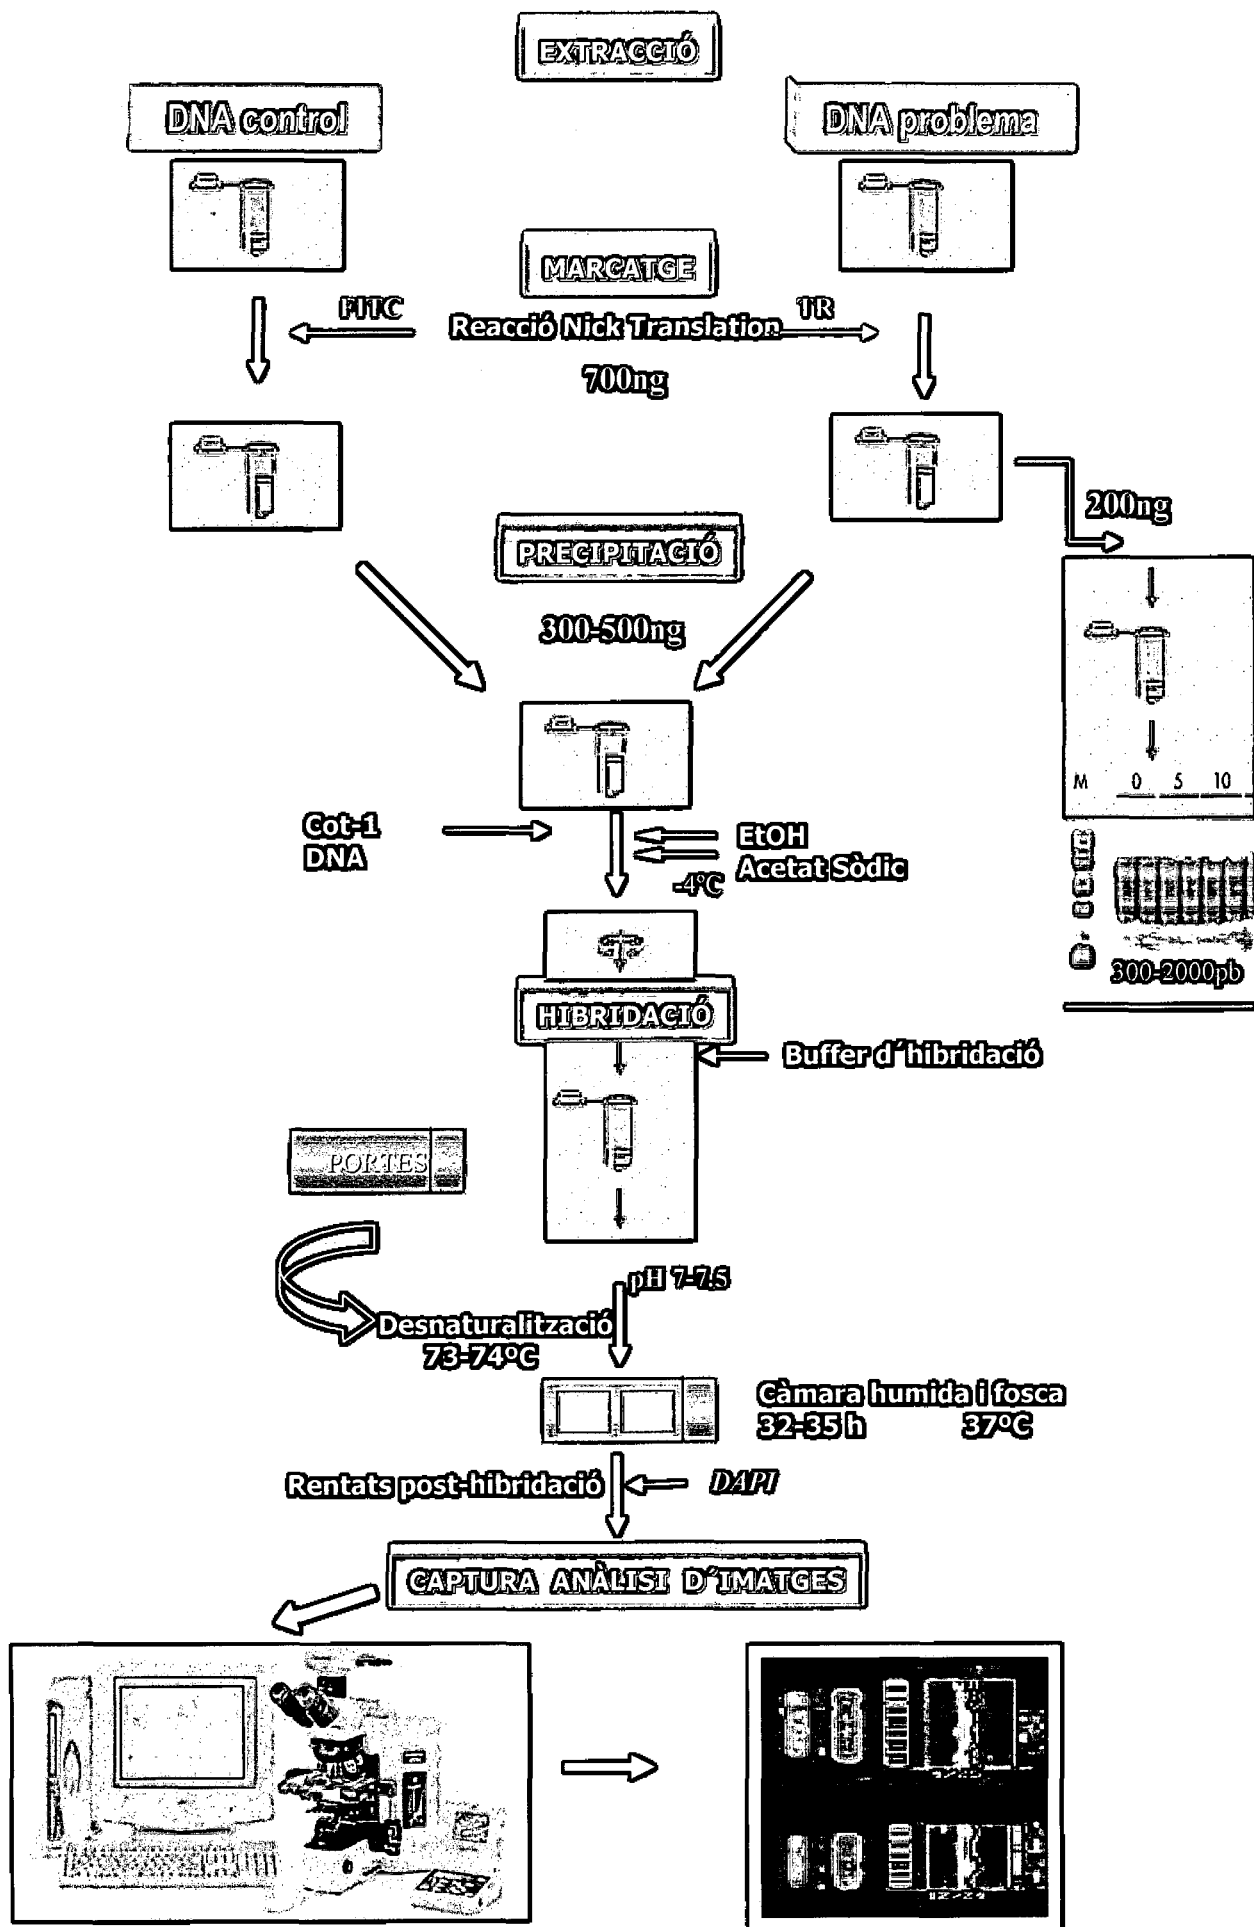 EXTRACCIÓ
DNA control
DNA problema
MARCATGE
FITC
TR
Reacció Nick Translation
700ng
200ng
PRECIPITACIÓ
300-500ng
M 0 5 10
Cot-1
DNA
EtOH
Acetat Sòdic
-4ºC
300-2000pb
HIBRIDACIÓ
Buffer d´hibridació
PORTES
pH 7-7.5
Desnaturalització
73-74ºC
Càmara humida i fosca
32-35 h 37ºC
Rentats post-hibridació
DAPI
CAPTURA ANÀLISI D´IMATGES